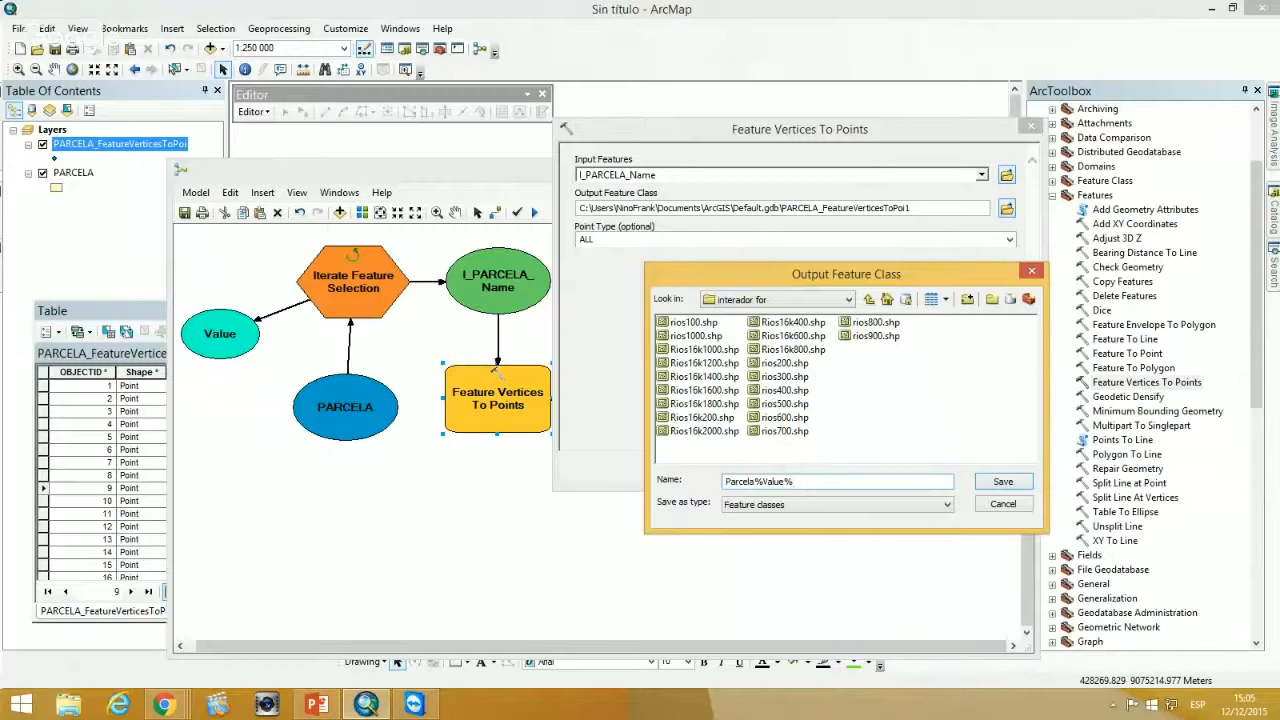 Sin título - ArcMap
File Edit View Bookmarks Insert Selection Geoprocessing Customize Windows Help
1:250 000
Table Of Contents
Layers
PARCELA_FeatureVerticesToPoi
PARCELA
Editor
Editor
Model Edit Insert View Windows Help
Iterate Feature
Selection
I_PARCELA_
Name
Value
PARCELA
Feature Vertices
To Points
Table
PARCELA_FeatureVertice
OBJECTID * Shape *
1 Point
2 Point
3 Point
4 Point
5 Point
6 Point
7 Point
8 Point
9 Point
10 Point
11 Point
12 Point
13 Point
14 Point
15 Point
16 Point
9
PARCELA_FeatureVerticesToP
Feature Vertices To Points
Input Features
I_PARCELA_Name
Output Feature Class
C:\Users\NinoFrank\Documents\ArcGIS\Default.gdb\PARCELA_FeatureVerticesToPoi1
Point Type (optional)
ALL
Output Feature Class
Look in: interador for
rios100.shp Rios16k400.shp rios800.shp
rios1000.shp Rios16k600.shp rios900.shp
Rios16k1000.shp Rios16k800.shp
Rios16k1200.shp rios200.shp
Rios16k1400.shp rios300.shp
Rios16k1600.shp rios400.shp
Rios16k1800.shp rios500.shp
Rios16k200.shp rios600.shp
Rios16k2000.shp rios700.shp
Name: Parcela%Value%
Save
Save as type: Feature classes
Cancel
ArcToolbox
Archiving
Attachments
Data Comparison
Distributed Geodatabase
Domains
Feature Class
Features
Add Geometry Attributes
Add XY Coordinates
Adjust 3D Z
Bearing Distance To Line
Check Geometry
Copy Features
Delete Features
Dice
Feature Envelope To Polygon
Feature To Line
Feature To Point
Feature To Polygon
Feature Vertices To Points
Geodetic Densify
Minimum Bounding Geometry
Multipart To Singlepart
Points To Line
Polygon To Line
Repair Geometry
Split Line at Point
Split Line At Vertices
Table To Ellipse
Unsplit Line
XY To Line
Fields
File Geodatabase
General
Generalization
Geodatabase Administration
Geometric Network
Graph
Image Analysis
Catalog
Search
Drawing
Arial
10
B I U A
428269.829 9075214.977 Meters
ESP
15:05
12/12/2015